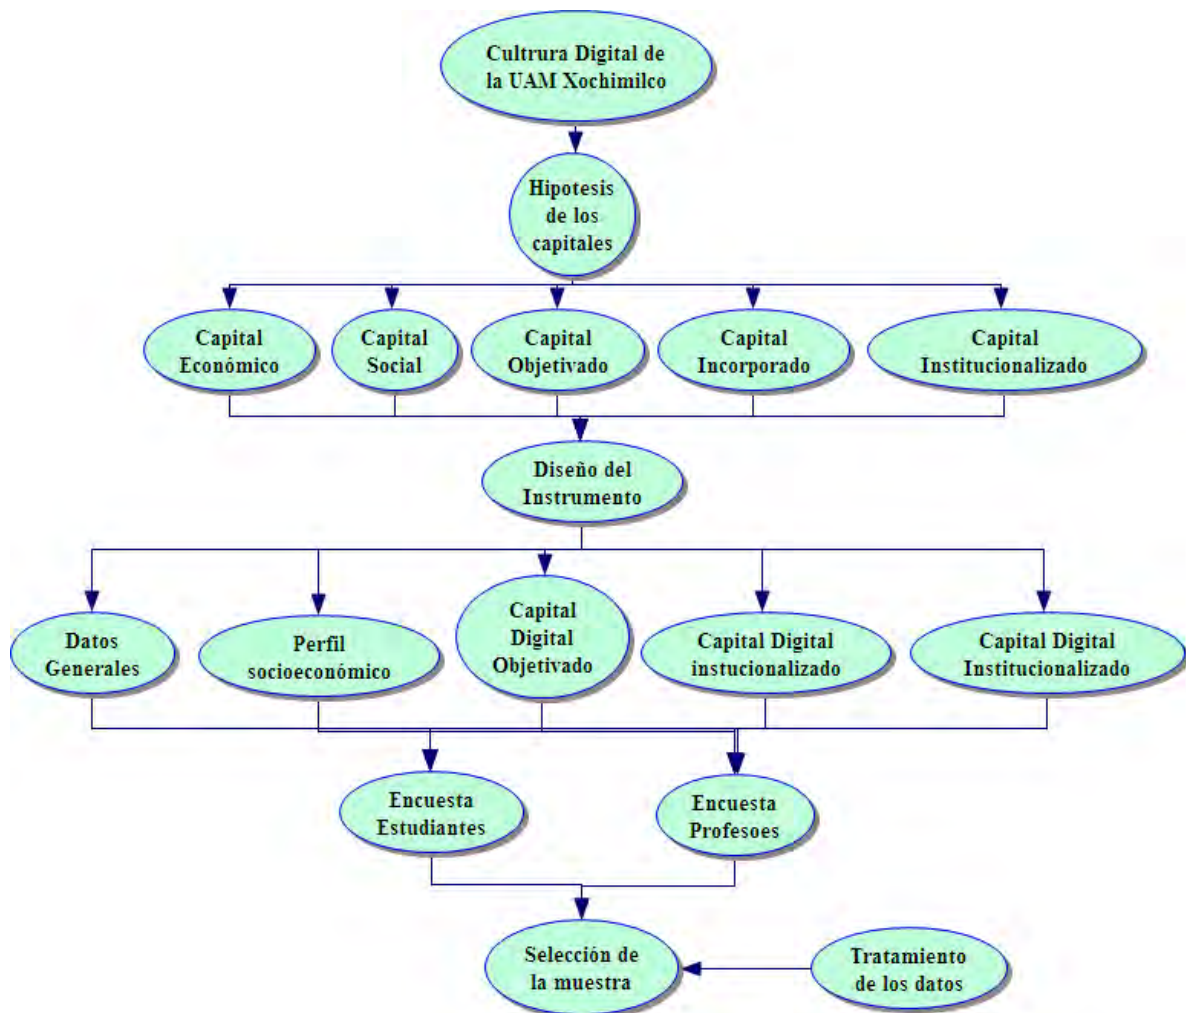 Cultrura Digital de
la UAM Xochimilco
Hipotesis
de los
capitales
Capital
Económico
Capital
Social
Capital
Objetivado
Capital
Incorporado
Capital
Institucionalizado
Diseño del
Instrumento
Datos
Generales
Perfil
socioeconómico
Capital
Digital
Objetivado
Capital Digital
instucionalizado
Capital Digital
Institucionalizado
Encuesta
Estudiantes
Encuesta
Profesoes
Selección de
la muestra
Tratamiento
de los datos